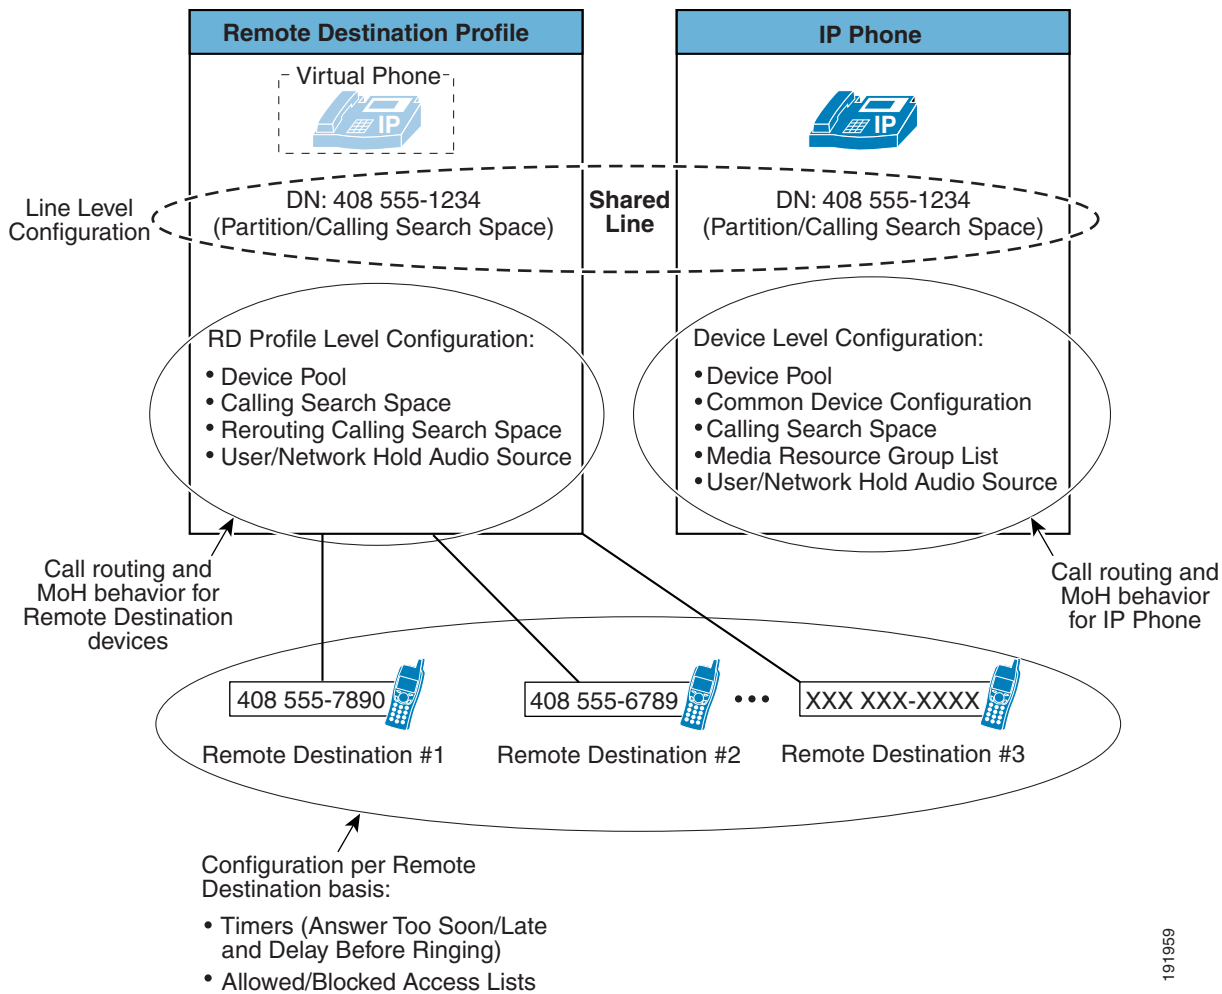 Remote Destination Profile
IP Phone
Virtual Phone
IP
IP
Line Level
Configuration
DN: 408 555-1234
(Partition/Calling Search Space)
Shared
Line
DN: 408 555-1234
(Partition/Calling Search Space)
RD Profile Level Configuration:
• Device Pool
• Calling Search Space
• Rerouting Calling Search Space
• User/Network Hold Audio Source
Device Level Configuration:
• Device Pool
• Common Device Configuration
• Calling Search Space
• Media Resource Group List
• User/Network Hold Audio Source
Call routing and
MoH behavior for
Remote Destination
devices
Call routing and
MoH behavior
for IP Phone
408 555-7890
408 555-6789
•••
XXX XXX-XXXX
Remote Destination #1
Remote Destination #2
Remote Destination #3
Configuration per Remote
Destination basis:
• Timers (Answer Too Soon/Late
and Delay Before Ringing)
• Allowed/Blocked Access Lists
191959